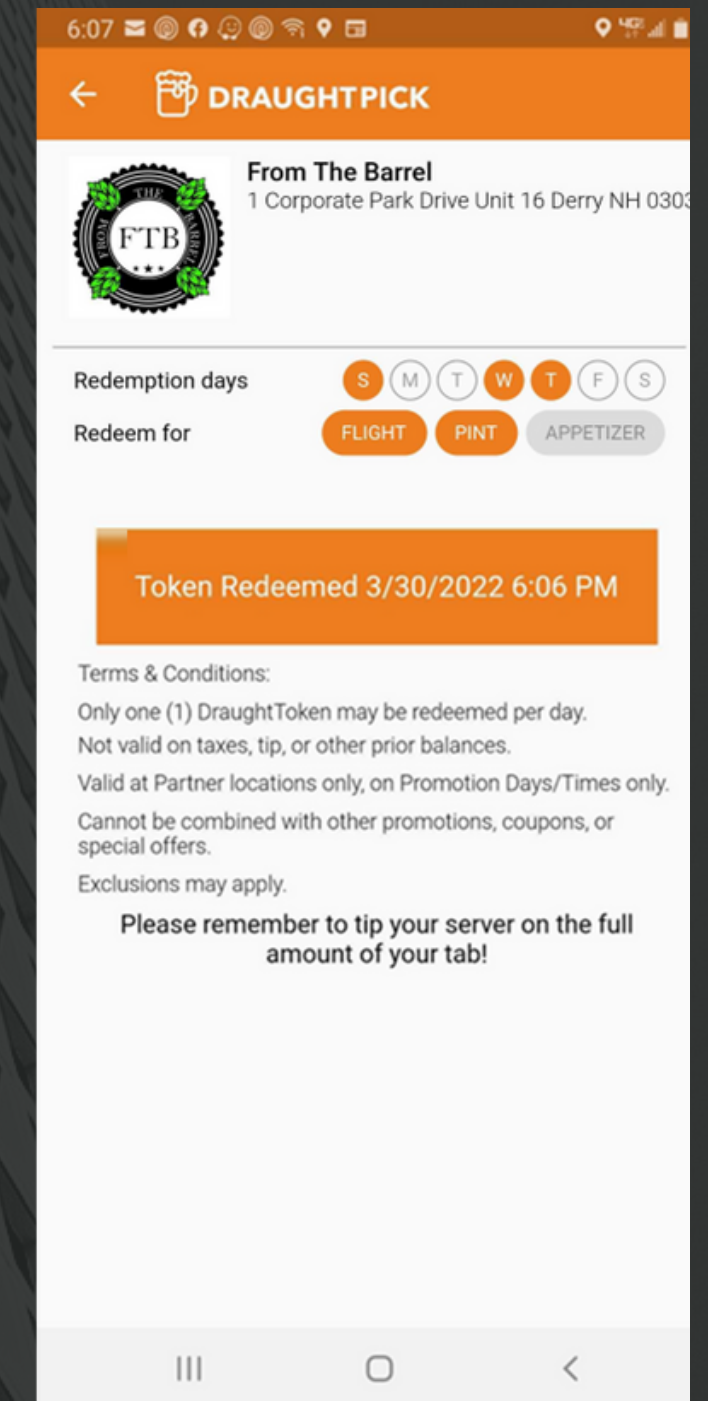 6:07
4GE
DRAUGHTPICK
From The Barrel
1 Corporate Park Drive Unit 16 Derry NH 0303
FROM THE BARREL
FTB
Redemption days S M T W T F S
Redeem for FLIGHT PINT APPETIZER
Token Redeemed 3/30/2022 6:06 PM
Terms & Conditions:
Only one (1) DraughtToken may be redeemed per day.
Not valid on taxes, tip, or other prior balances.
Valid at Partner locations only, on Promotion Days/Times only.
Cannot be combined with other promotions, coupons, or
special offers.
Exclusions may apply.
Please remember to tip your server on the full
amount of your tab!